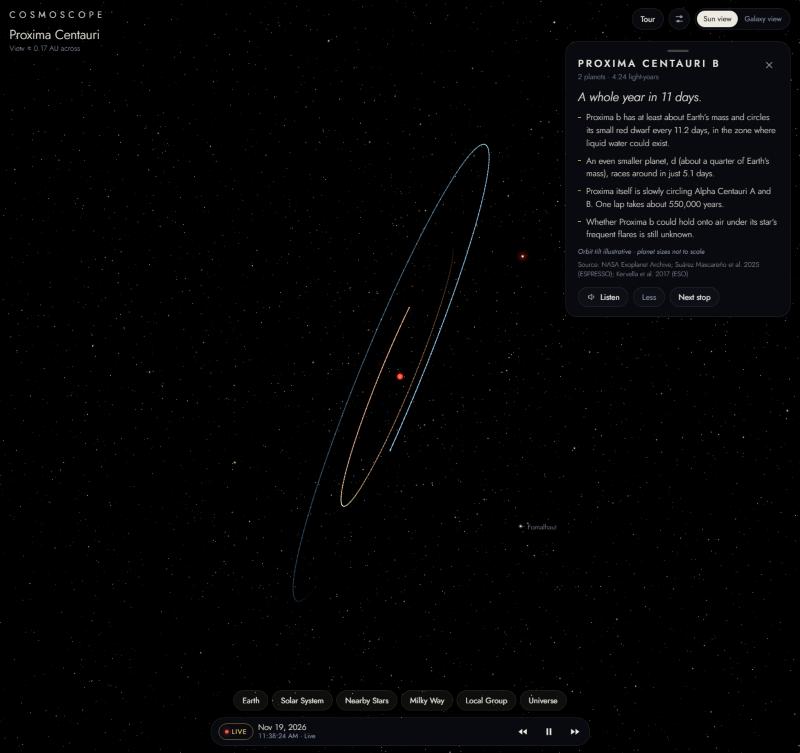 COSMOSCOPE
Proxima Centauri
View ≈ 0.17 AU across
Tour
Sun view
Galaxy view
PROXIMA CENTAURI B
2 planets · 4.24 light-years
A whole year in 11 days.
– Proxima b has at least about Earth's mass and circles
its small red dwarf every 11.2 days, in the zone where
liquid water could exist.
– An even smaller planet, d (about a quarter of Earth's
mass), races around in just 5.1 days.
– Proxima itself is slowly circling Alpha Centauri A and
B. One lap takes about 550,000 years.
– Whether Proxima b could hold onto air under its star's
frequent flares is still unknown.
Orbit tilt illustrative · planet sizes not to scale
Source: NASA Exoplanet Archive; Suárez Mascareño et al. 2025
(ESPRESSO); Kervella et al. 2017 (ESO)
Listen
Less
Next stop
Fomalhaut
Earth
Solar System
Nearby Stars
Milky Way
Local Group
Universe
LIVE
Nov 19, 2026
11:38:24 AM · Live